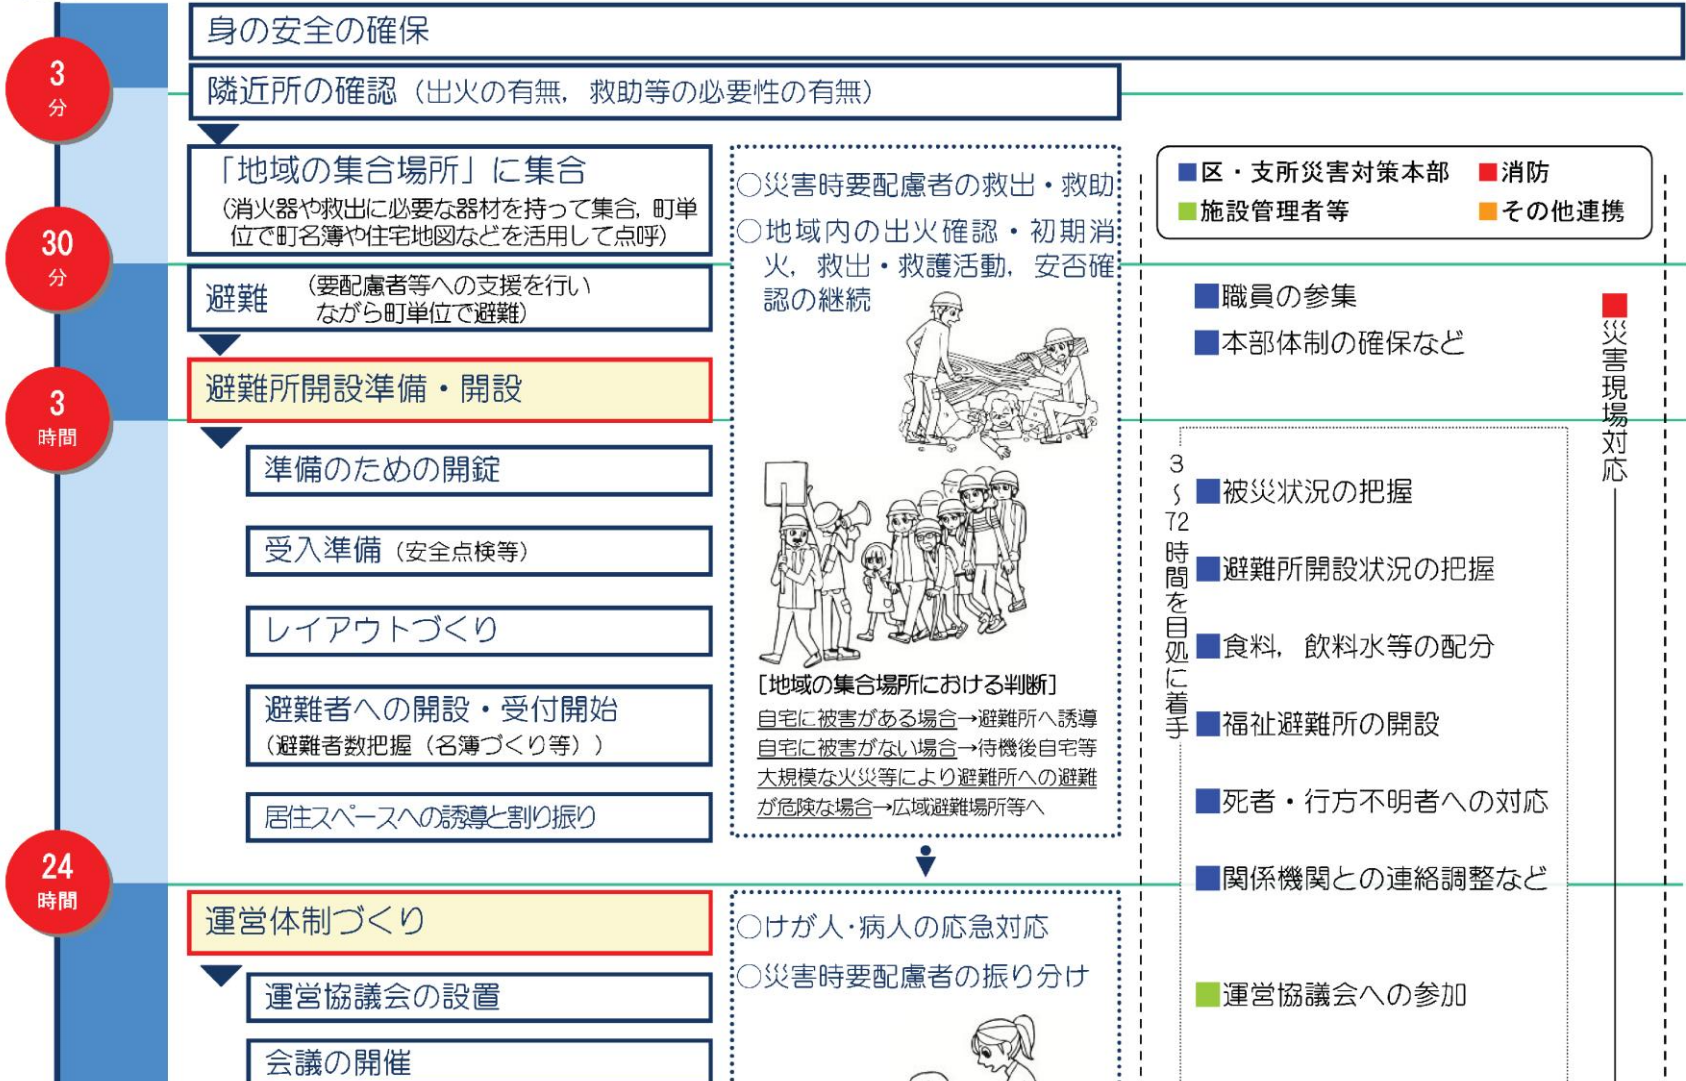 身の安全の確保
3
分
隣近所の確認（出火の有無，救助等の必要性の有無）
「地域の集合場所」に集合
（消火器や救出に必要な器材を持って集合，町単
位で町名簿や住宅地図などを活用して点呼）
30
分
避難
（要配慮者等への支援を行い
ながら町単位で避難）
避難所開設準備・開設
3
時間
準備のための開錠
受入準備（安全点検等）
レイアウトづくり
避難者への開設・受付開始
（避難者数把握（名簿づくり等））
居住スペースへの誘導と割り振り
24
時間
運営体制づくり
運営協議会の設置
会議の開催
○災害時要配慮者の救出・救助
○地域内の出火確認・初期消
火，救出・救護活動，安否確
認の継続
［地域の集合場所における判断］
自宅に被害がある場合→避難所へ誘導
自宅に被害がない場合→待機後自宅等
大規模な火災等により避難所への避難
が危険な場合→広域避難場所等へ
○けが人・病人の応急対応
○災害時要配慮者の振り分け
■区・支所災害対策本部 ■消防
■施設管理者等 ■その他連携
■職員の参集
■本部体制の確保など
■災害現場対応
3～72時間を目処に着手
■被災状況の把握
■避難所開設状況の把握
■食料，飲料水等の配分
■福祉避難所の開設
■死者・行方不明者への対応
■関係機関との連絡調整など
■運営協議会への参加